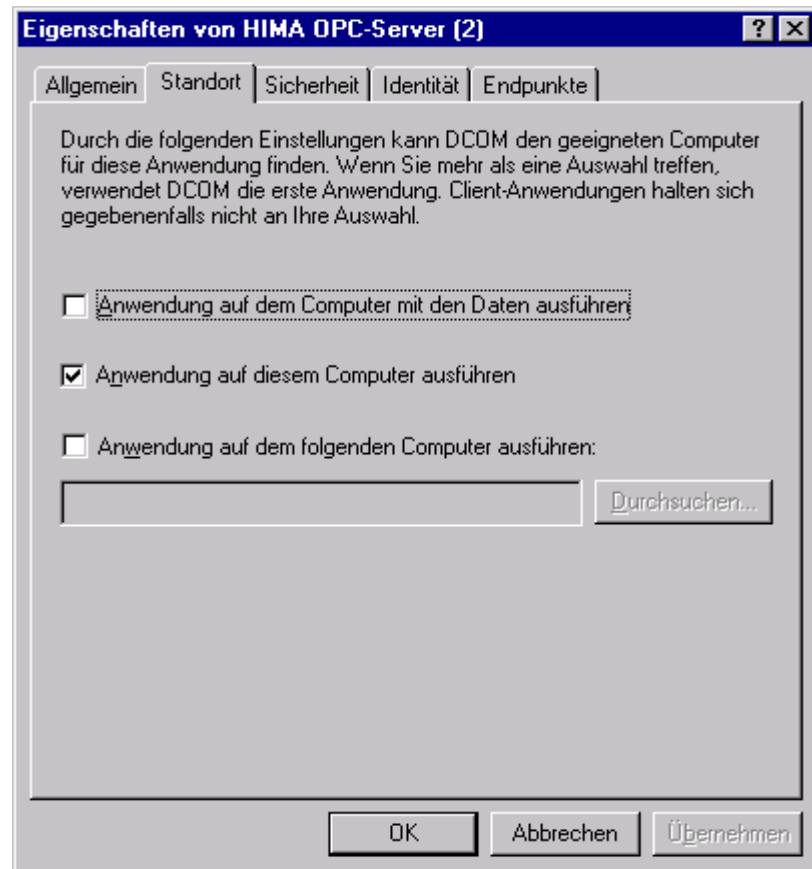 Eigenschaften von HIMA OPC-Server (2)
Allgemein Standort Sicherheit Identität Endpunkte
Durch die folgenden Einstellungen kann DCOM den geeigneten Computer
für diese Anwendung finden. Wenn Sie mehr als eine Auswahl treffen,
verwendet DCOM die erste Anwendung. Client-Anwendungen halten sich
gegebenenfalls nicht an Ihre Auswahl.
Anwendung auf dem Computer mit den Daten ausführen
Anwendung auf diesem Computer ausführen
Anwendung auf dem folgenden Computer ausführen:
Durchsuchen...
OK Abbrechen Übernehmen